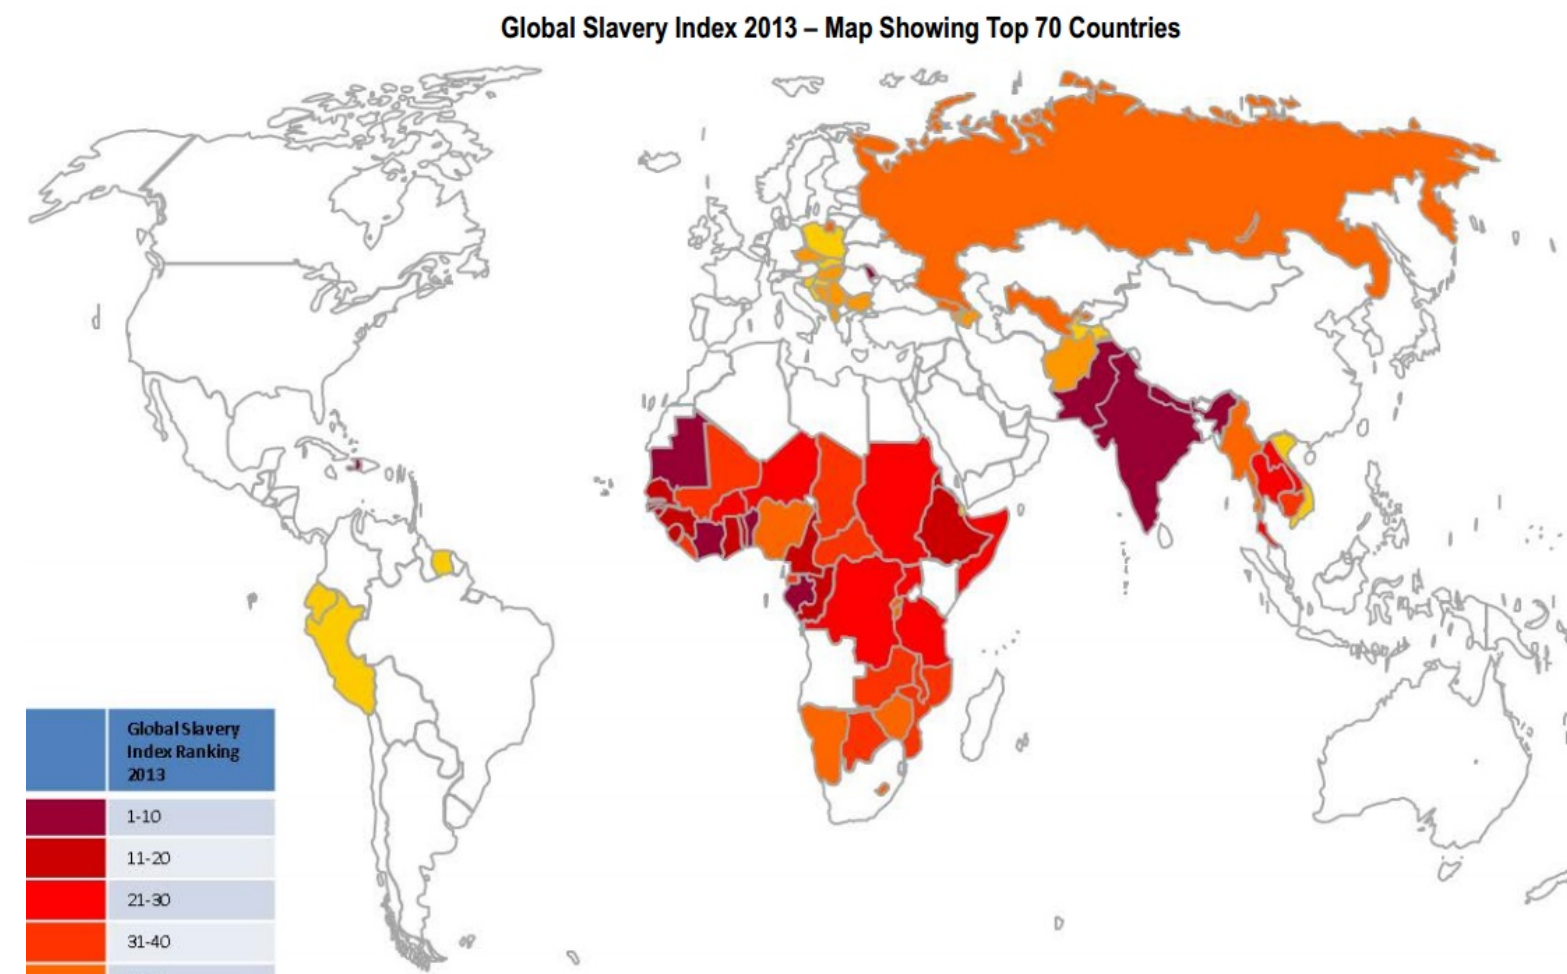 Global Slavery Index 2013 – Map Showing Top 70 Countries
Global Slavery
Index Ranking
2013
1-10
11-20
21-30
31-40